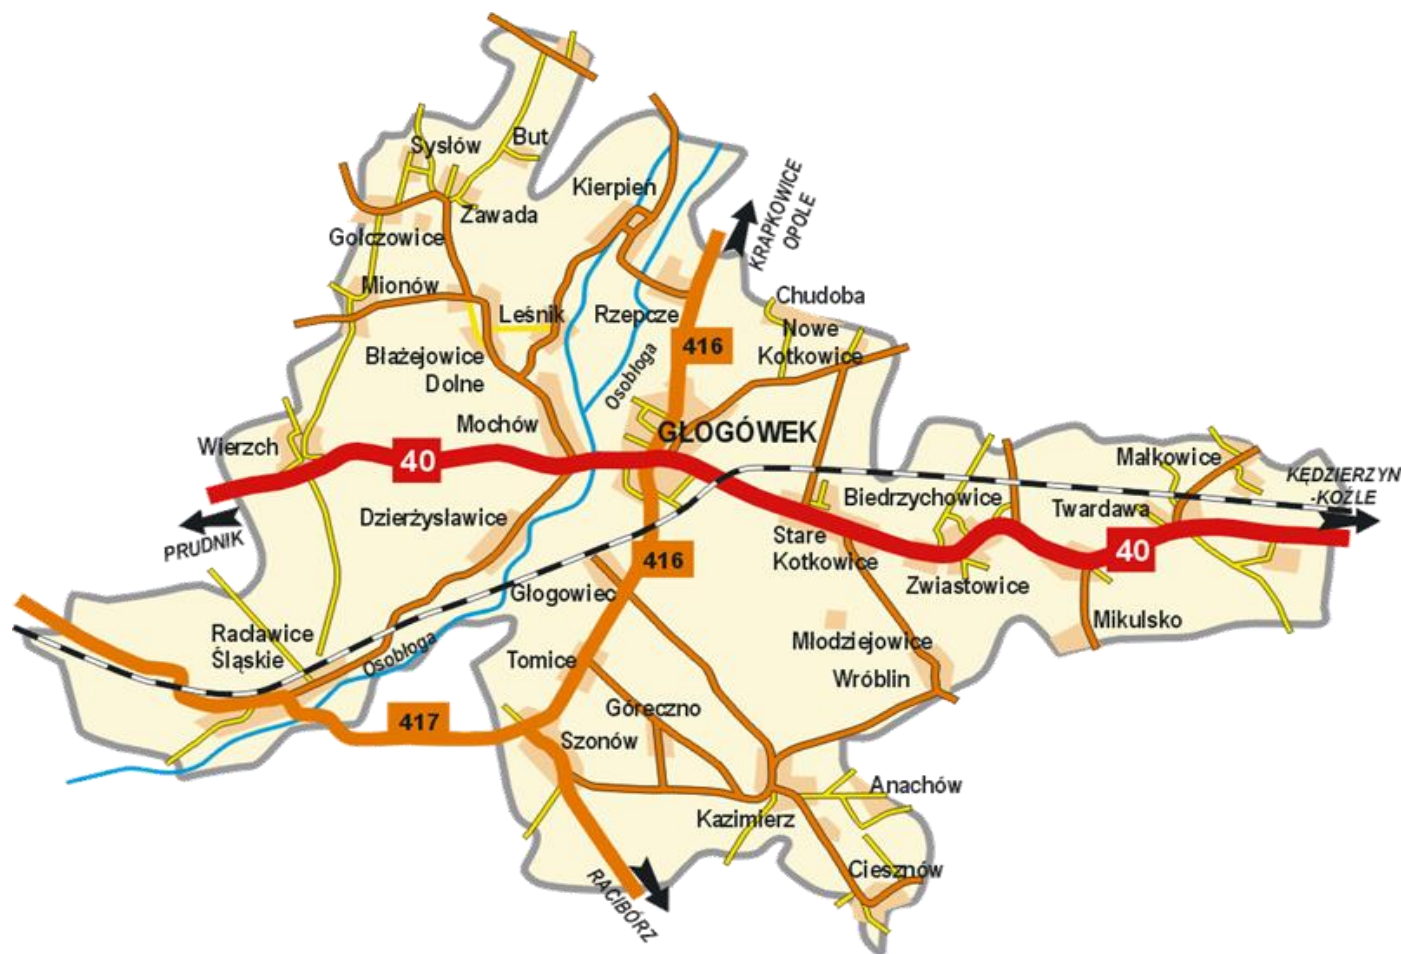 But
Sysłów
Kierpień
Zawada
KRAPKOWICE
OPOLE
Golczowice
Mionów
Chudoba
Leśnik
Rzepcze
Nowe
Kotkowice
416
Błażejowice
Dolne
Osobłoga
Mochów
GŁOGÓWEK
Wierzch
40
Małkowice
KĘDZIERZYN
-KOŹLE
Biedrzychowice
Twardawa
Dzierżysławice
PRUDNIK
Stare
Kotkowice
416
40
Zwiastowice
Głogowiec
Mikulsko
Racławice
Śląskie
Osobłoga
Tomice
Młodziejowice
Wróblin
417
Góreczno
Szonów
Anachów
Kazimierz
Ciesznów
RACIBÓRZ